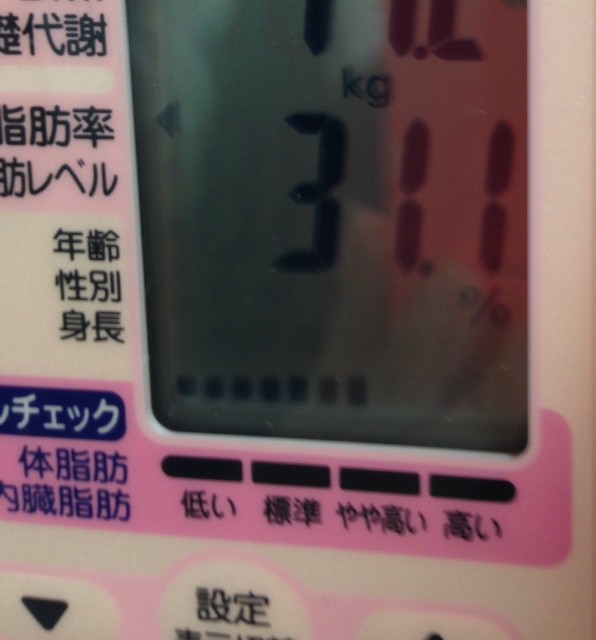 礎代謝
kg
脂肪率
肪レベル
31.1
%
年齢
性別
身長
チェック
体脂肪
内臓脂肪
低い 標準 やや高い 高い
設定